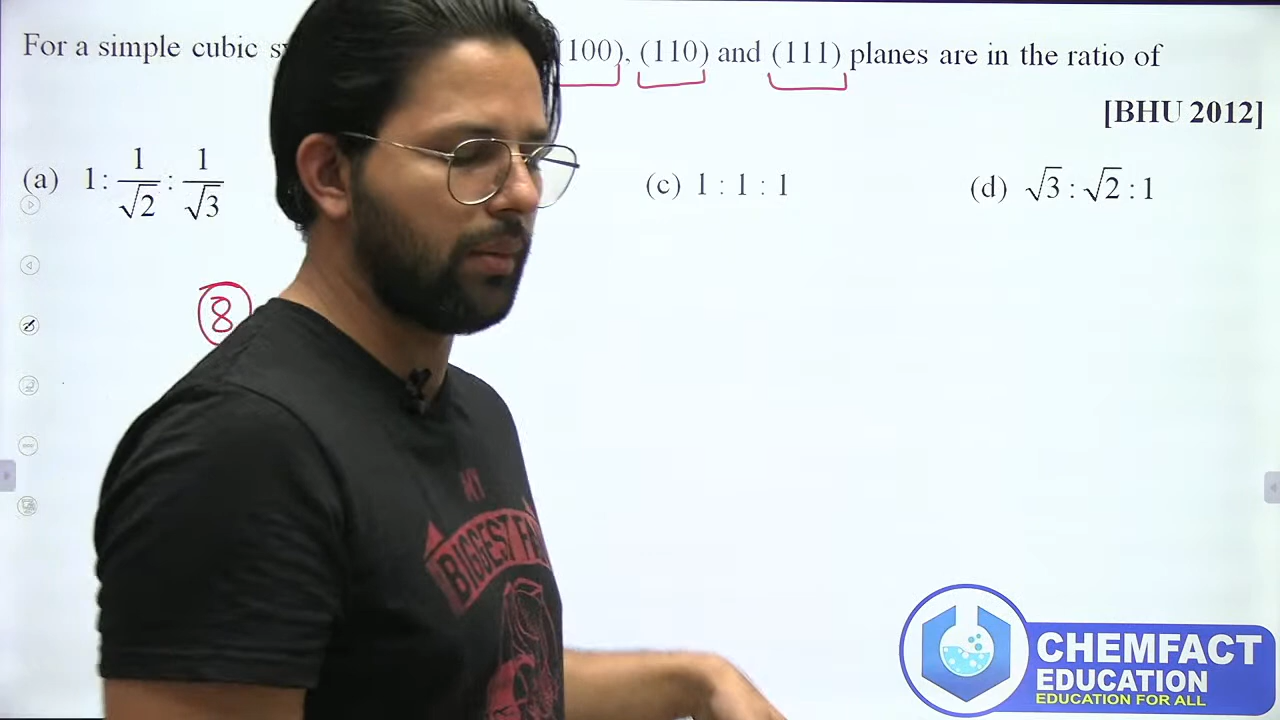 For a simple cubic (100), (110) and (111) planes are in the ratio of
[BHU 2012]
(a) 1 : 1/√2 : 1/√3 (c) 1 : 1 : 1 (d) √3 : √2 : 1
8
MY
BIGGEST
CHEMFACT
EDUCATION
EDUCATION FOR ALL